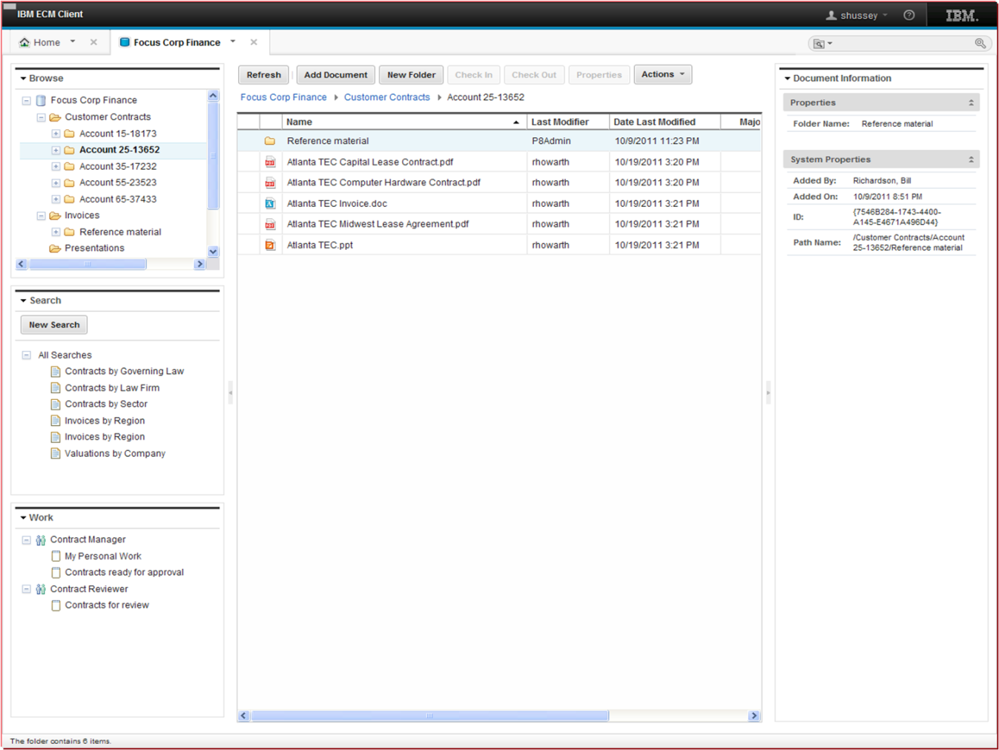 IBM ECM Client
shussey
IBM.
Home
Focus Corp Finance
Browse
Focus Corp Finance
Customer Contracts
Account 15-18173
Account 25-13652
Account 35-17232
Account 55-23523
Account 65-37433
Invoices
Reference material
Presentations
Search
New Search
All Searches
Contracts by Governing Law
Contracts by Law Firm
Contracts by Sector
Invoices by Region
Invoices by Region
Valuations by Company
Work
Contract Manager
My Personal Work
Contracts ready for approval
Contract Reviewer
Contracts for review
Refresh Add Document New Folder Check In Check Out Properties Actions
Focus Corp Finance Customer Contracts Account 25-13652
Name Last Modifier Date Last Modified Majo
Reference material P8Admin 10/9/2011 11:23 PM
Atlanta TEC Capital Lease Contract.pdf rhowarth 10/19/2011 3:20 PM
Atlanta TEC Computer Hardware Contract.pdf rhowarth 10/19/2011 3:20 PM
Atlanta TEC Invoice.doc rhowarth 10/19/2011 3:21 PM
Atlanta TEC Midwest Lease Agreement.pdf rhowarth 10/19/2011 3:21 PM
Atlanta TEC.ppt rhowarth 10/19/2011 3:21 PM
Document Information
Properties
Folder Name: Reference material
System Properties
Added By: Richardson, Bill
Added On: 10/9/2011 8:51 PM
ID: {7546B284-1743-4400-
A145-E4671A496D44}
Path Name: /Customer Contracts/Account
25-13652/Reference material
The folder contains 6 items.